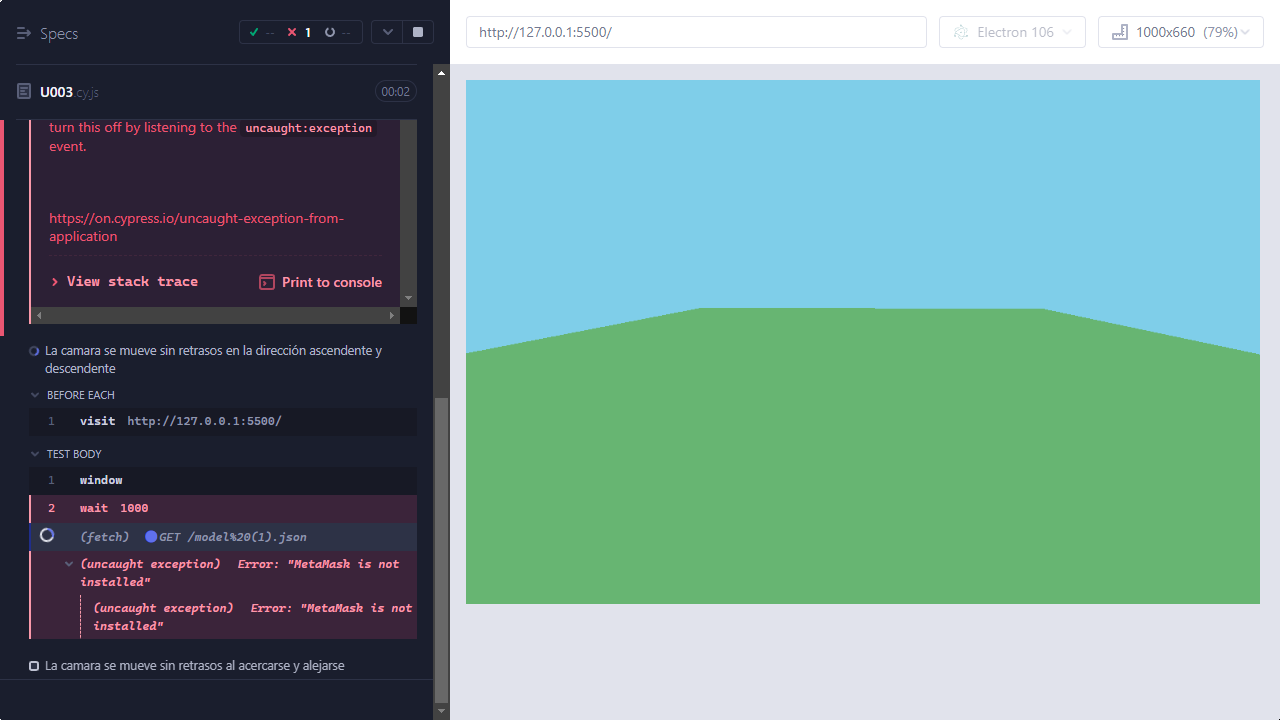 Specs
-- 1 --
http://127.0.0.1:5500/
Electron 106
1000x660 (79%)
U003.cy.js
00:02
turn this off by listening to the uncaught:exception
event.
https://on.cypress.io/uncaught-exception-from-
application
View stack trace
Print to console
La camara se mueve sin retrasos en la dirección ascendente y
descendente
BEFORE EACH
1 visit http://127.0.0.1:5500/
TEST BODY
1 window
2 wait 1000
(fetch) GET /model%20(1).json
(uncaught exception) Error: "MetaMask is not
installed"
(uncaught exception) Error: "MetaMask is not
installed"
La camara se mueve sin retrasos al acercarse y alejarse